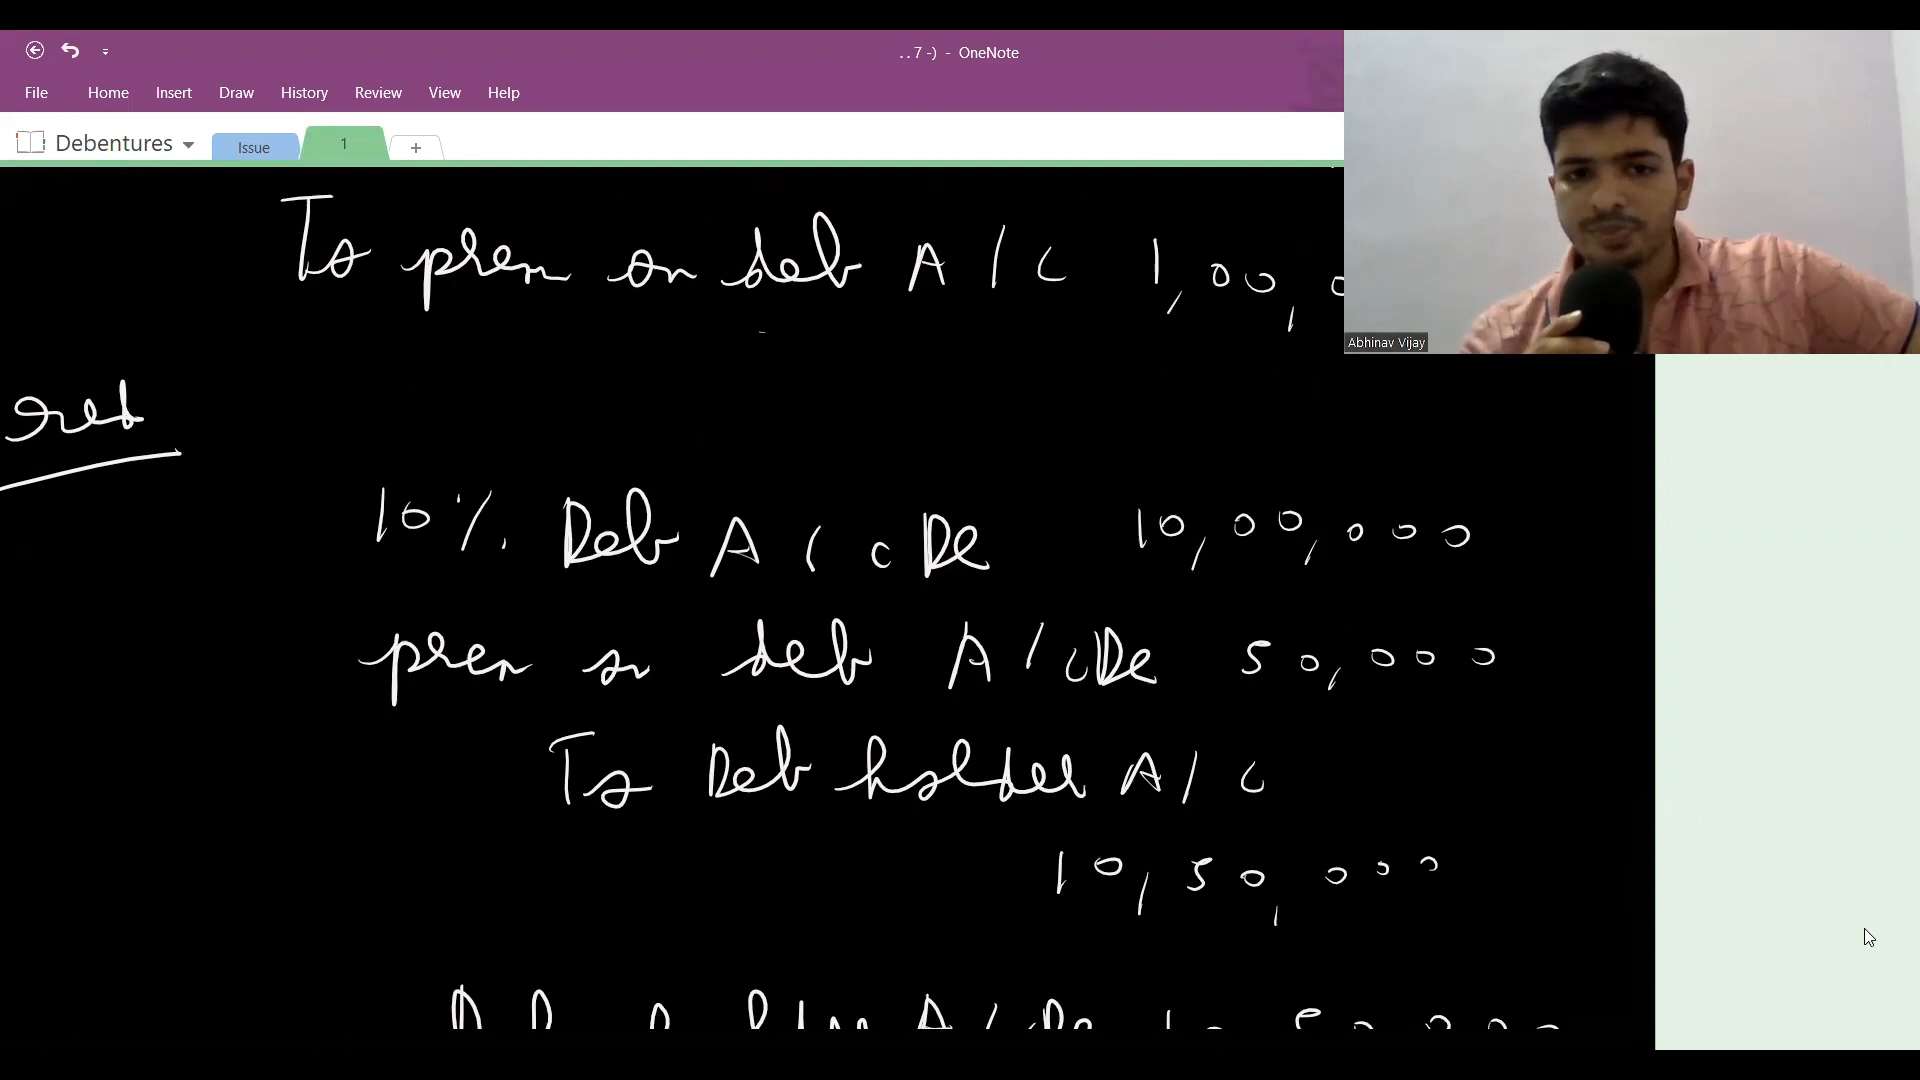 . . 7 -) - OneNote
File Home Insert Draw History Review View Help
Debentures Issue 1 +
Abhinav Vijay
To prem on deb A/C 1,00,
red
10% Deb A/c De 10,00,000
prem on deb A/c De 50,000
To Deb holder A/C
10,50,000